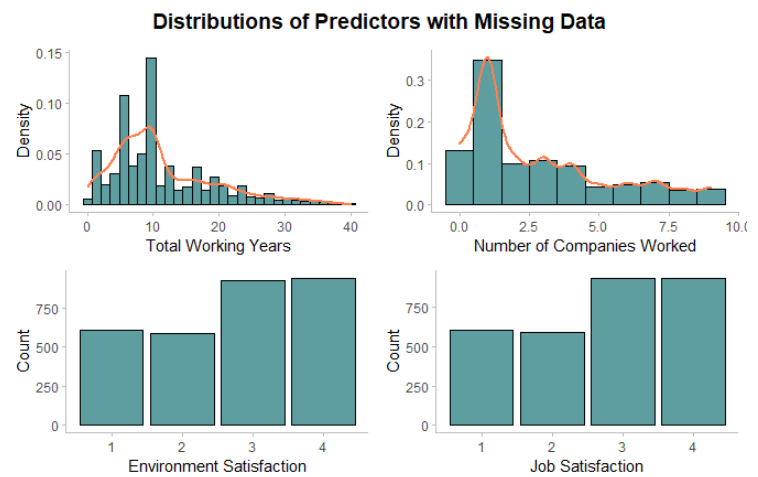 Distributions of Predictors with Missing Data
0.15
0.10
0.05
0.00
Density
0 10 20 30 40
Total Working Years
0.3
0.2
0.1
0.0
Density
0.0 2.5 5.0 7.5 10.0
Number of Companies Worked
750
500
250
0
Count
1 2 3 4
Environment Satisfaction
750
500
250
0
Count
1 2 3 4
Job Satisfaction